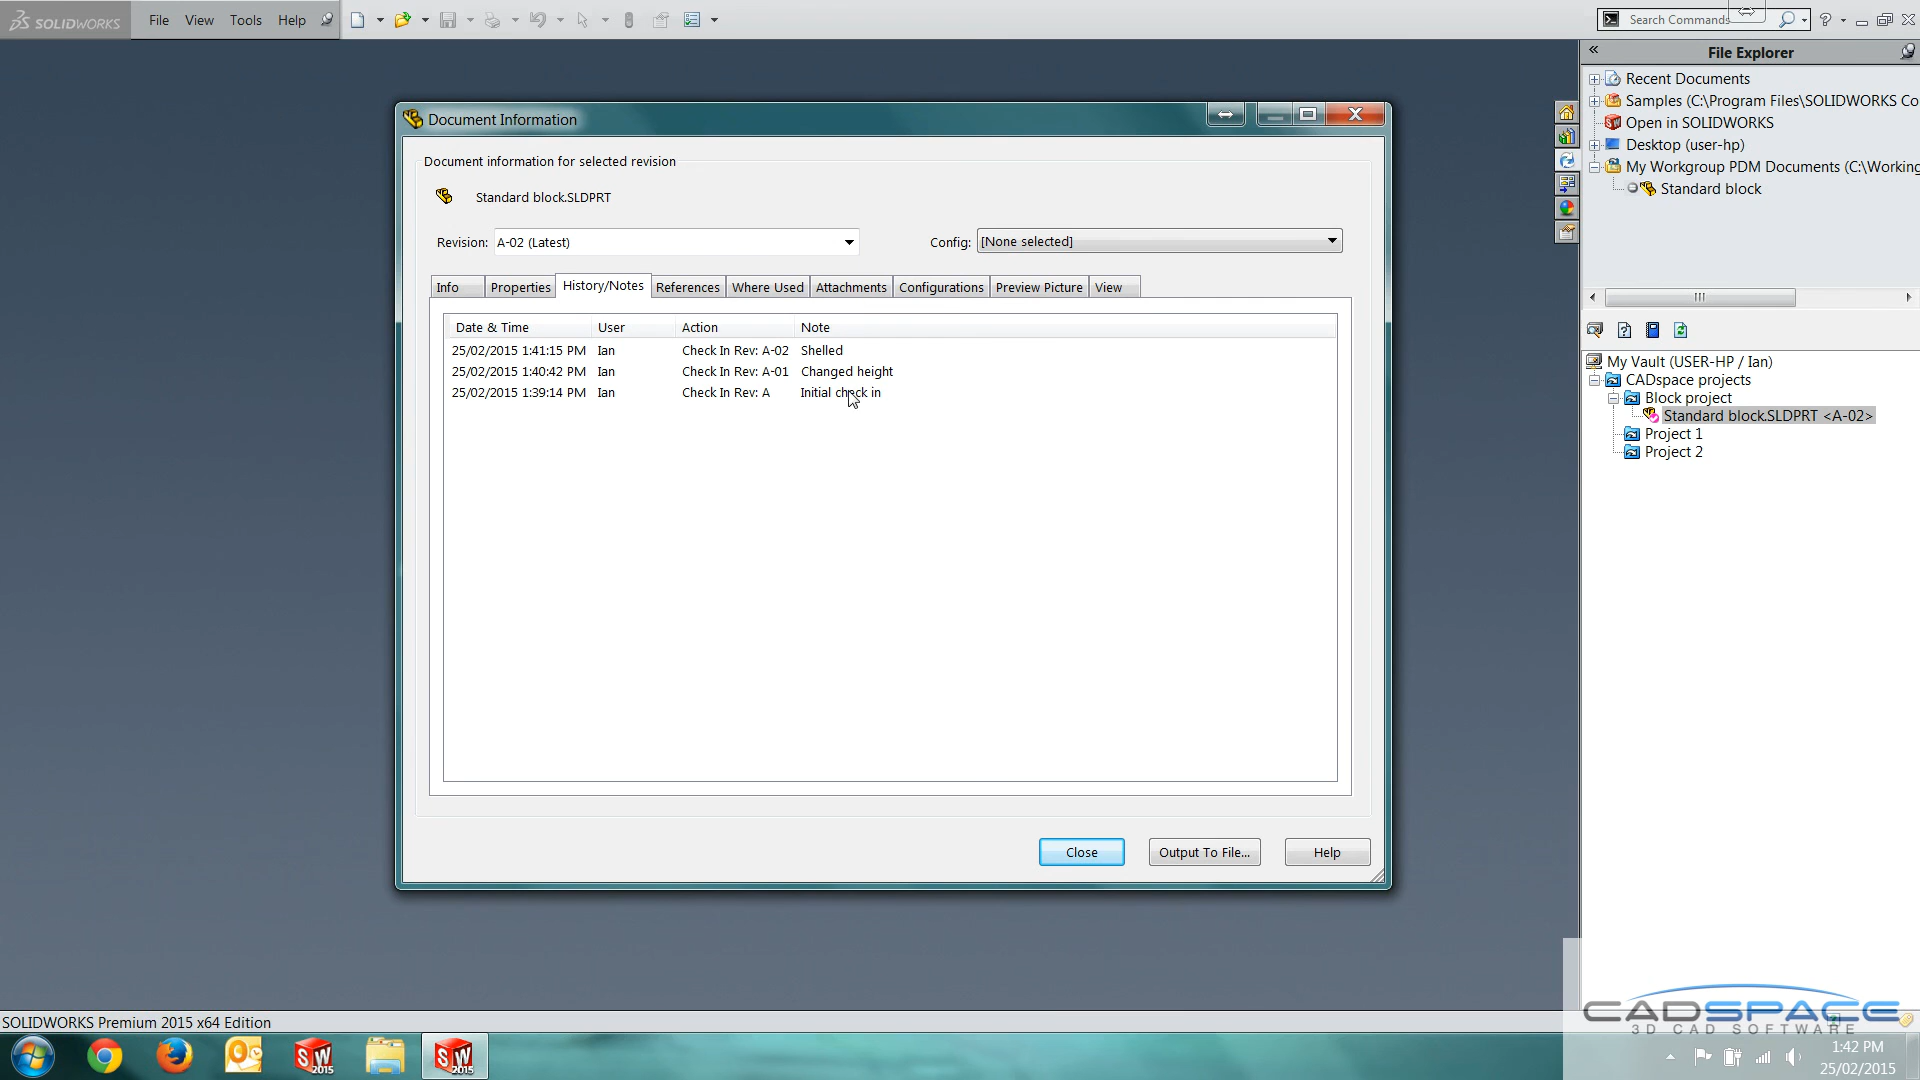 SOLIDWORKS File View Tools Help Search Commands ?
File Explorer
Recent Documents
Samples (C:\Program Files\SOLIDWORKS Co
Open in SOLIDWORKS
Desktop (user-hp)
My Workgroup PDM Documents (C:\Working
Standard block
Document Information
Document information for selected revision
Standard block.SLDPRT
Revision: A-02 (Latest) Config: [None selected]
Info Properties History/Notes References Where Used Attachments Configurations Preview Picture View
Date & Time User Action Note
25/02/2015 1:41:15 PM Ian Check In Rev: A-02 Shelled
25/02/2015 1:40:42 PM Ian Check In Rev: A-01 Changed height
25/02/2015 1:39:14 PM Ian Check In Rev: A Initial check in
My Vault (USER-HP / Ian)
CADspace projects
Block project
Standard block.SLDPRT <A-02>
Project 1
Project 2
Close Output To File... Help
SOLIDWORKS Premium 2015 x64 Edition
CADSPACE
3D CAD SOFTWARE
SW 2015 SW 2015
1:42 PM
25/02/2015